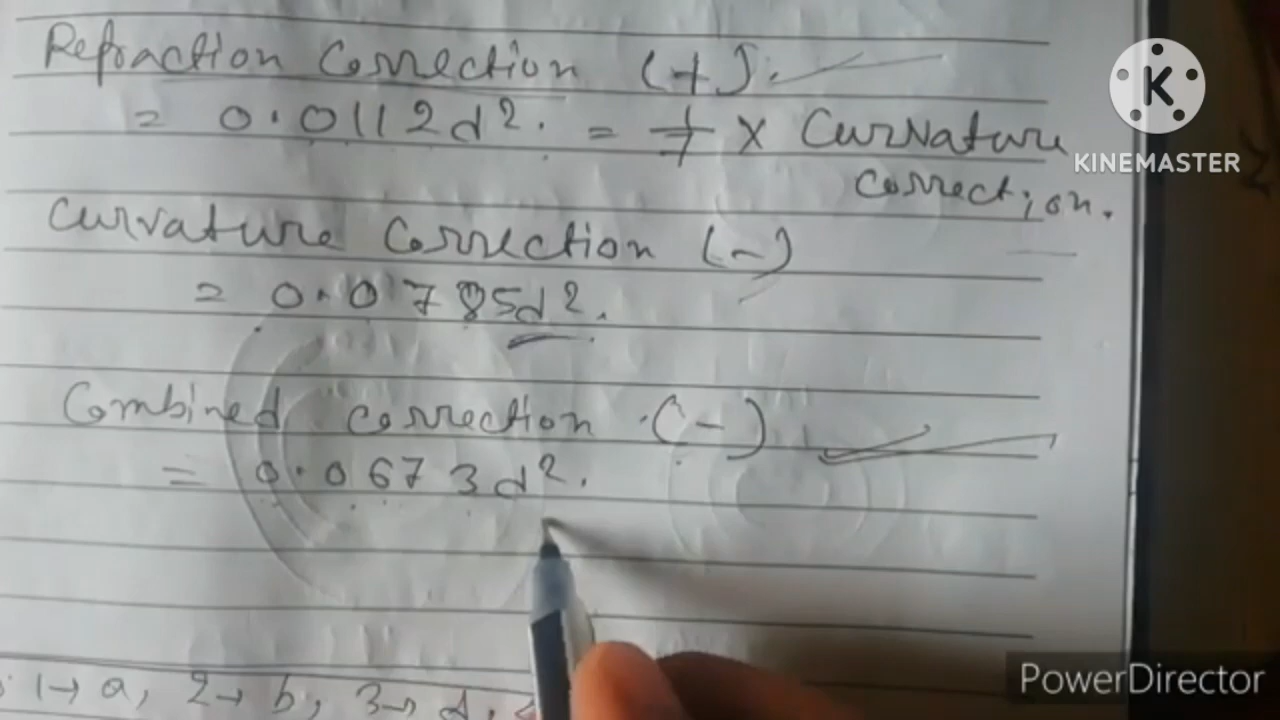 Refraction Correction (+).
= 0.0112d². = 1/7 × Curvature
correction.
Curvature Correction (-)
= 0.0785d².
Combined correction.(-)
= 0.0673d².
1→a, 2→b, 3→d,
K
KINEMASTER
PowerDirector